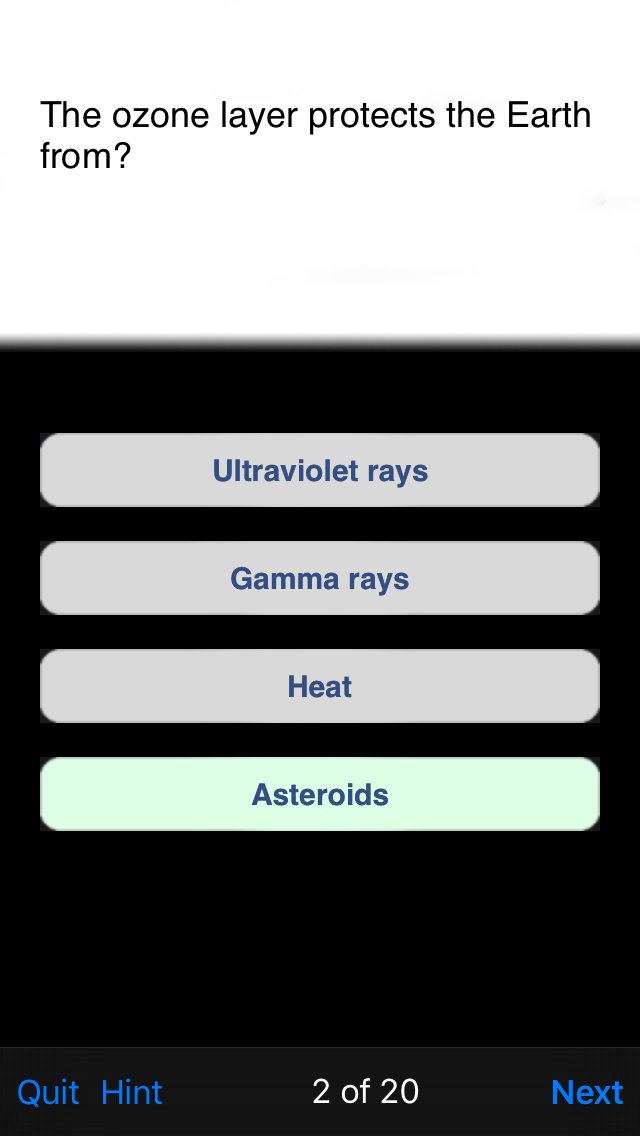 The ozone layer protects the Earth
from?
Ultraviolet rays
Gamma rays
Heat
Asteroids
Quit Hint 2 of 20 Next